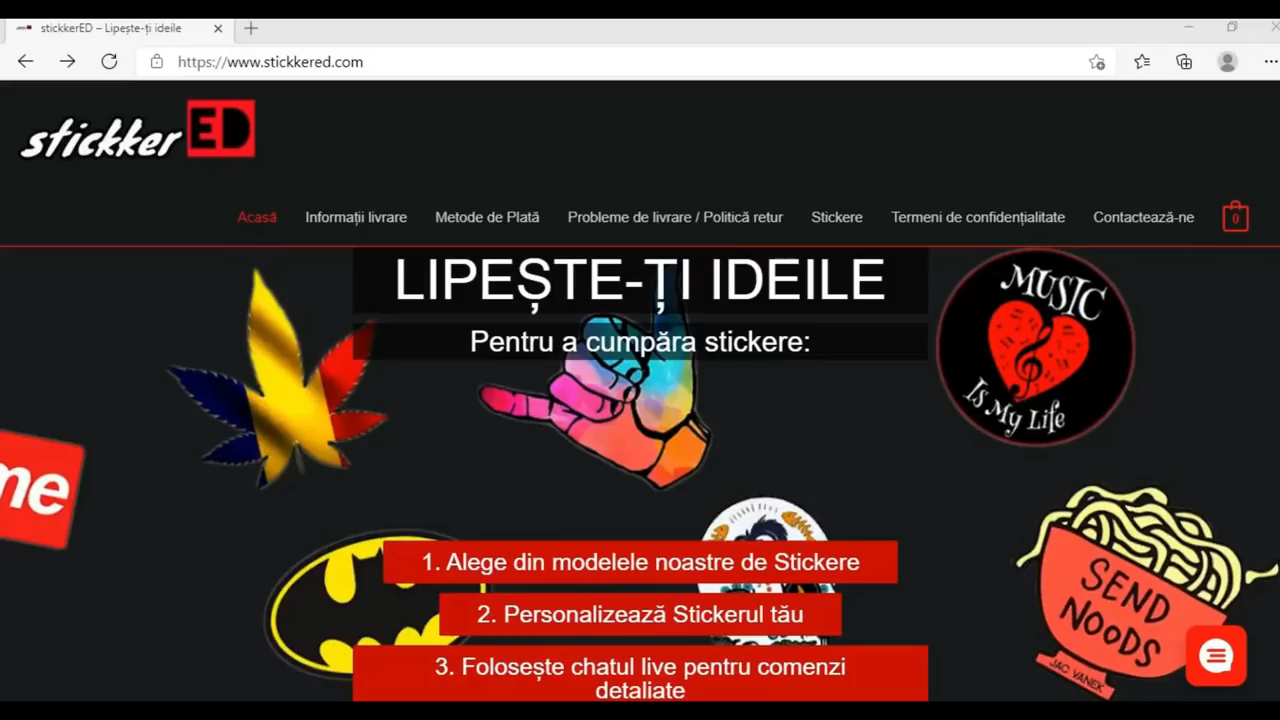 stickkerED – Lipește-ți ideile
https://www.stickkered.com
stickker ED
Acasă Informații livrare Metode de Plată Probleme de livrare / Politică retur Stickere Termeni de confidențialitate Contactează-ne 0
LIPEȘTE-ȚI IDEILE
Pentru a cumpăra stickere:
MUSIC
Is My Life
me
1. Alege din modelele noastre de Stickere
2. Personalizează Stickerul tău
3. Folosește chatul live pentru comenzi
detaliate
SEND
NOODS
JAC VANEK